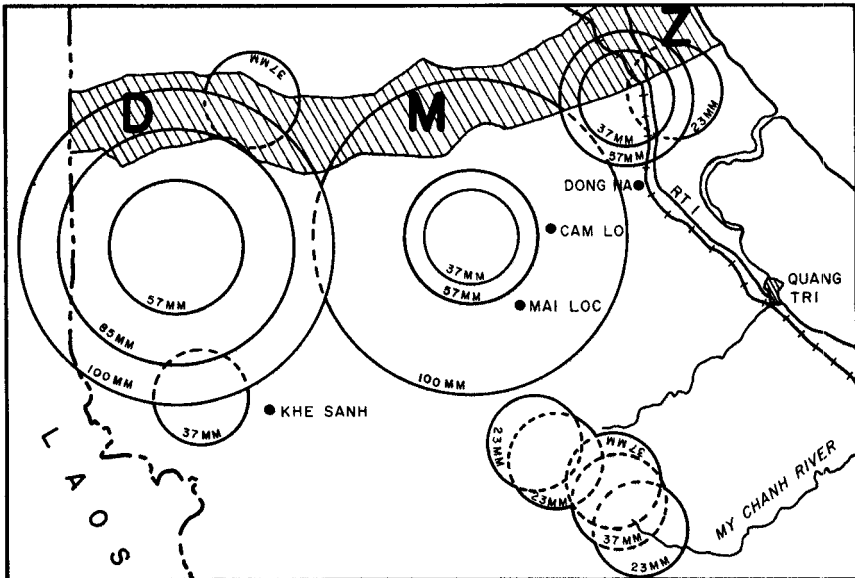 37MM
D
M
Z
37MM
57MM
23MM
DONG HA
RT 1
CAM LO
37MM
57MM
MAI LOC
QUANG
TRI
57MM
85MM
100MM
100MM
37MM
KHE SANH
LAOS
23MM
23MM
37MM
37MM
23MM
MY CHANH RIVER